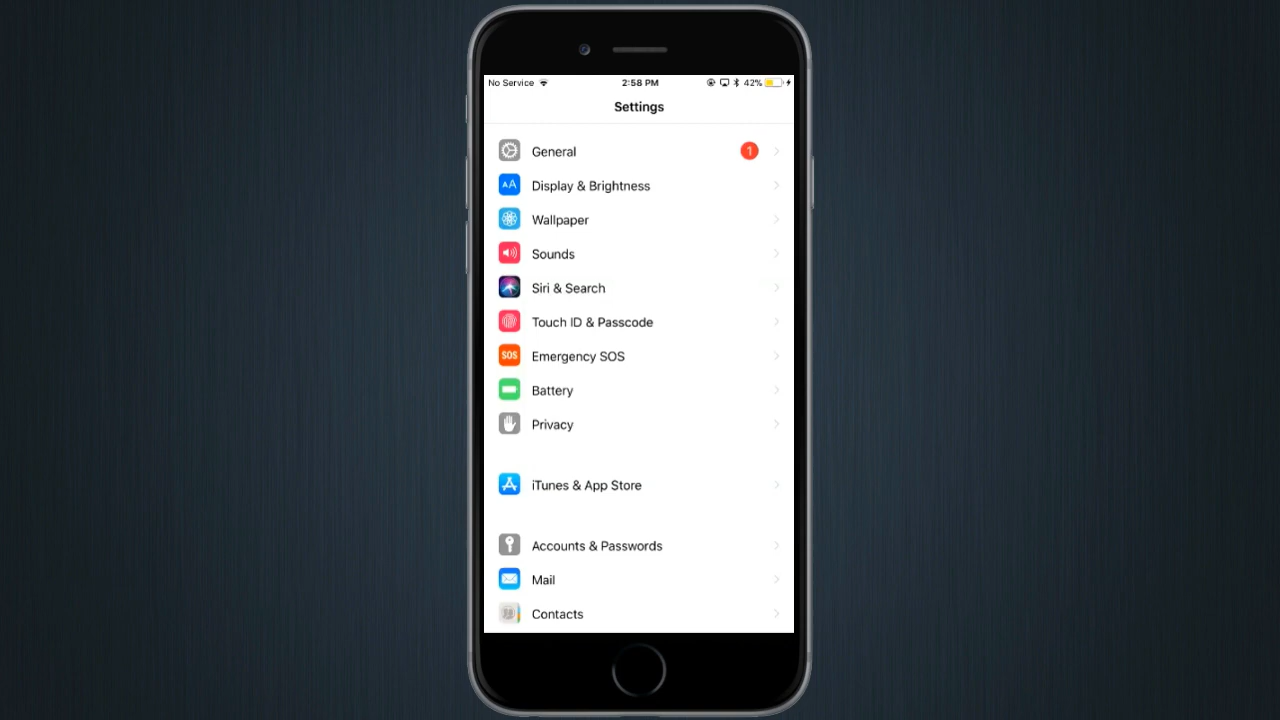 No Service 2:58 PM 42%
Settings
General 1
AA Display & Brightness
Wallpaper
Sounds
Siri & Search
Touch ID & Passcode
SOS Emergency SOS
Battery
Privacy
iTunes & App Store
Accounts & Passwords
Mail
Contacts